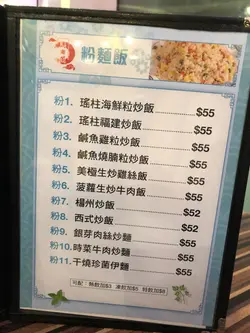 粉麵飯
粉1. 瑤柱海鮮粒炒飯 $55
粉2. 瑤柱福建炒飯 $55
粉3. 鹹魚雞粒炒飯 $55
粉4. 鹹魚燒腩粒炒飯 $55
粉5. 美極生炒雞絲飯 $55
粉6. 菠蘿生炒牛肉飯 $55
粉7. 楊州炒飯 $52
粉8. 西式炒飯 $52
粉9. 銀芽肉絲炒麵 $55
粉10. 時菜牛肉炒麵 $55
粉11. 干燒珍菌伊麵 $55